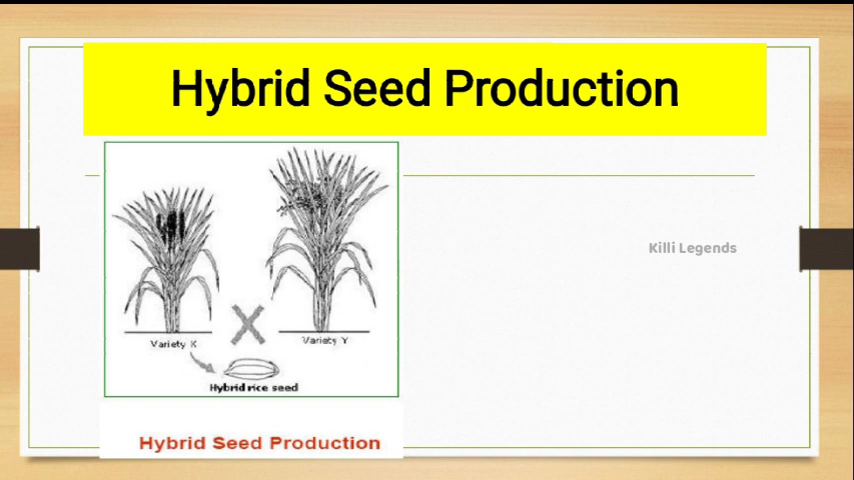 Hybrid Seed Production
Killi Legends
Variety X
Variety Y
Hybrid rice seed
Hybrid Seed Production